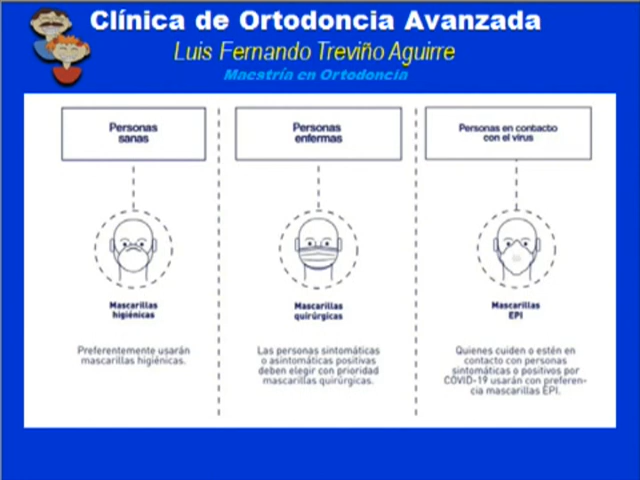 Clínica de Ortodoncia Avanzada
Luis Fernando Treviño Aguirre
Maestría en Ortodoncia
Personas
sanas
Mascarillas
higiénicas
Preferentemente usarán
mascarillas higiénicas.
Personas
enfermas
Mascarillas
quirúrgicas
Las personas sintomáticas
o asintomáticas positivas
deben elegir con prioridad
mascarillas quirúrgicas.
Personas en contacto
con el virus
Mascarillas
EPI
Quienes cuiden o estén en
contacto con personas
sintomáticas o positivos por
COVID-19 usarán con preferen-
cia mascarillas EPI.